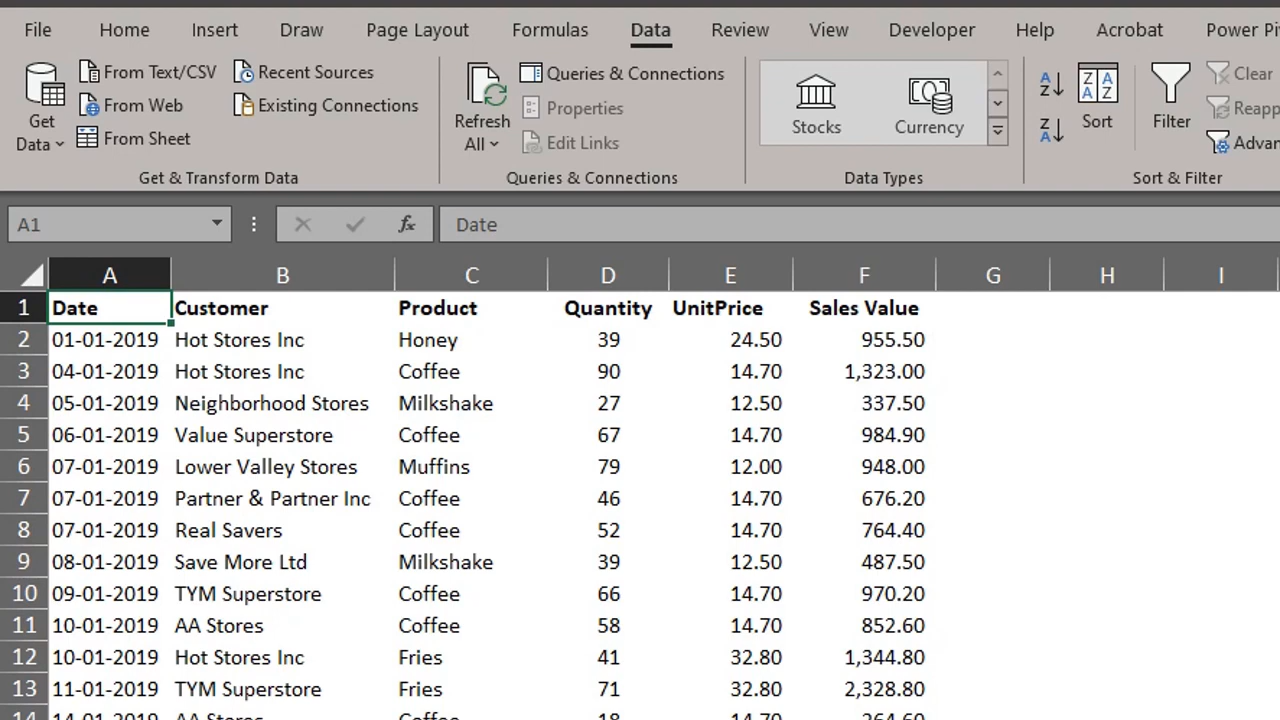 File Home Insert Draw Page Layout Formulas Data Review View Developer Help Acrobat Power
From Text/CSV Recent Sources Queries & Connections Clear
From Web Existing Connections Properties
From Sheet Edit Links
Get Data Refresh All Stocks Currency Sort Filter
Get & Transform Data Queries & Connections Data Types Sort & Filter
A1 fx Date
A B C D E F G H I
1 Date Customer Product Quantity UnitPrice Sales Value
2 01-01-2019 Hot Stores Inc Honey 39 24.50 955.50
3 04-01-2019 Hot Stores Inc Coffee 90 14.70 1,323.00
4 05-01-2019 Neighborhood Stores Milkshake 27 12.50 337.50
5 06-01-2019 Value Superstore Coffee 67 14.70 984.90
6 07-01-2019 Lower Valley Stores Muffins 79 12.00 948.00
7 07-01-2019 Partner & Partner Inc Coffee 46 14.70 676.20
8 07-01-2019 Real Savers Coffee 52 14.70 764.40
9 08-01-2019 Save More Ltd Milkshake 39 12.50 487.50
10 09-01-2019 TYM Superstore Coffee 66 14.70 970.20
11 10-01-2019 AA Stores Coffee 58 14.70 852.60
12 10-01-2019 Hot Stores Inc Fries 41 32.80 1,344.80
13 11-01-2019 TYM Superstore Fries 71 32.80 2,328.80
14 14-01-2019 AA Stores Coffee 18 14.70 264.60